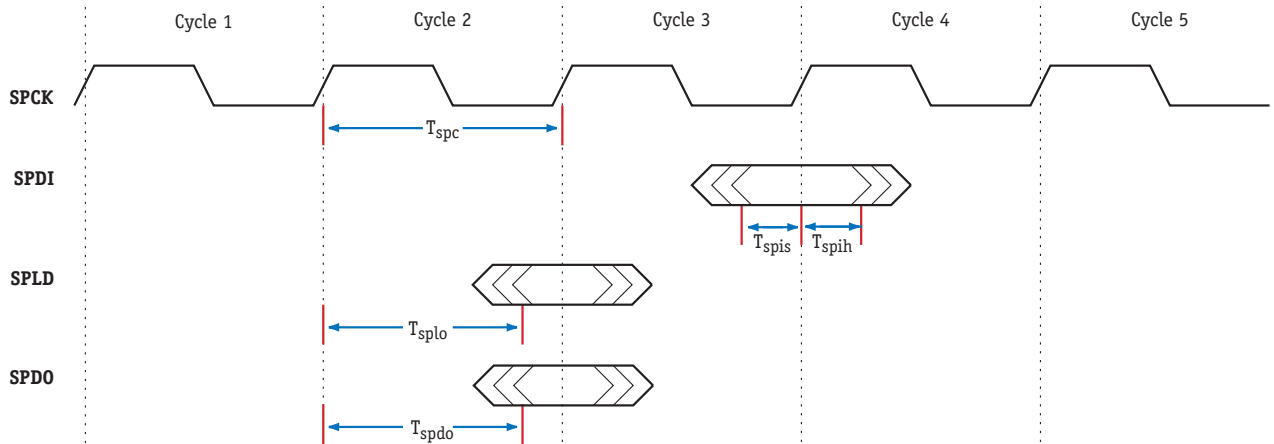 Cycle 1 Cycle 2 Cycle 3 Cycle 4 Cycle 5
SPCK
Tspc
SPDI
Tspis Tspih
SPLD
Tsplo
SPDO
Tspdo